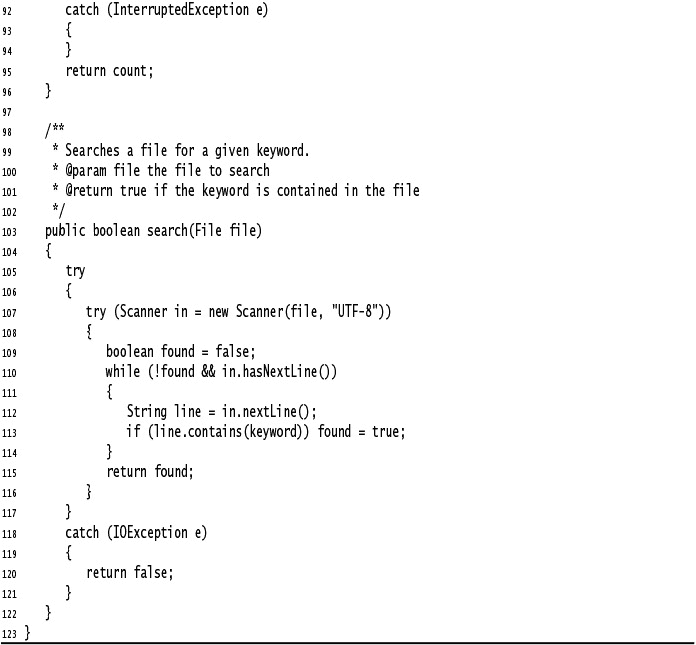 92       catch (InterruptedException e)
93       {
94       }
95       return count;
96    }
97
98    /**
99     * Searches a file for a given keyword.
100     * @param file the file to search
101     * @return true if the keyword is contained in the file
102     */
103    public boolean search(File file)
104    {
105       try
106       {
107          try (Scanner in = new Scanner(file, "UTF-8"))
108          {
109             boolean found = false;
110             while (!found && in.hasNextLine())
111             {
112                String line = in.nextLine();
113                if (line.contains(keyword)) found = true;
114             }
115             return found;
116          }
117       }
118       catch (IOException e)
119       {
120          return false;
121       }
122    }
123 }